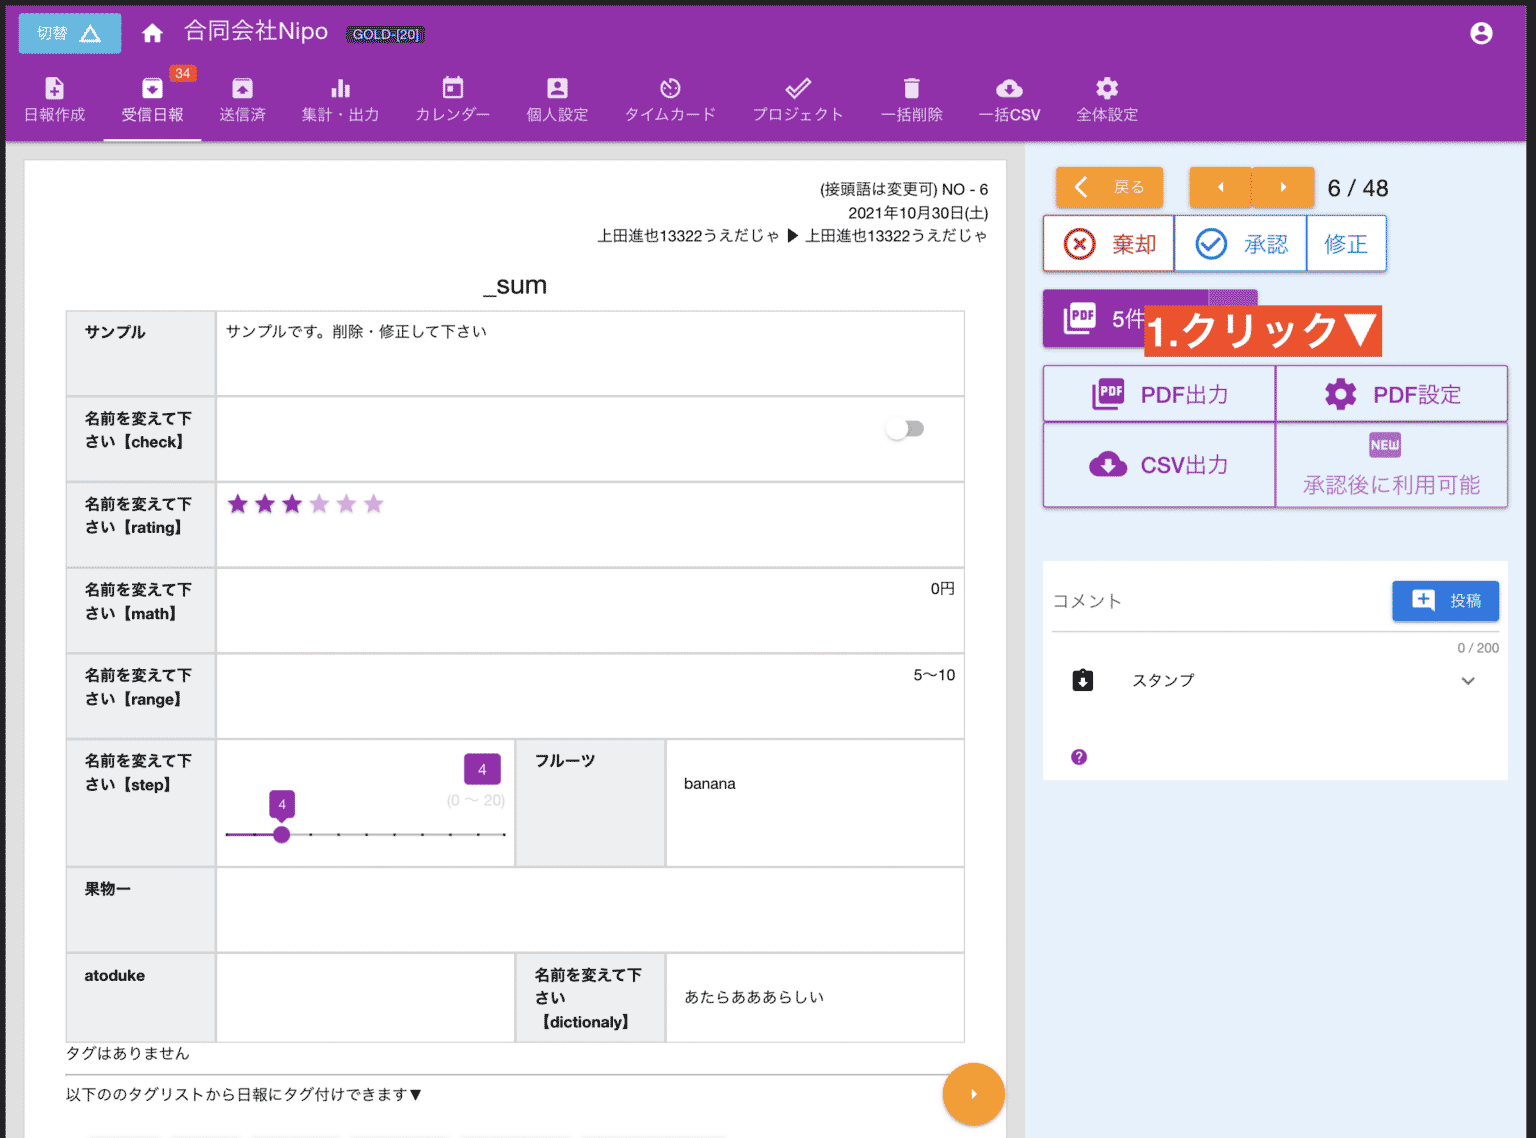 切替
合同会社Nipo
GOLD-[20]
日報作成
受信日報
34
送信済
集計・出力
カレンダー
個人設定
タイムカード
プロジェクト
一括削除
一括CSV
全体設定
(接頭語は変更可) NO - 6
2021年10月30日(土)
上田進也13322うえだじゃ ▶ 上田進也13322うえだじゃ
_sum
サンプル
サンプルです。削除・修正して下さい
名前を変えて下
さい【check】
名前を変えて下
さい【rating】
名前を変えて下
さい【math】
0円
名前を変えて下
さい【range】
5〜10
名前を変えて下
さい【step】
4
(0 〜 20)
4
フルーツ
banana
果物一
atoduke
名前を変えて下
さい
【dictionaly】
あたらあああらしい
タグはありません
以下ののタグリストから日報にタグ付けできます▼
戻る
6 / 48
棄却
承認
修正
PDF
5件
1.クリック▼
PDF
PDF出力
PDF設定
CSV出力
NEW
承認後に利用可能
コメント
投稿
0 / 200
スタンプ
?